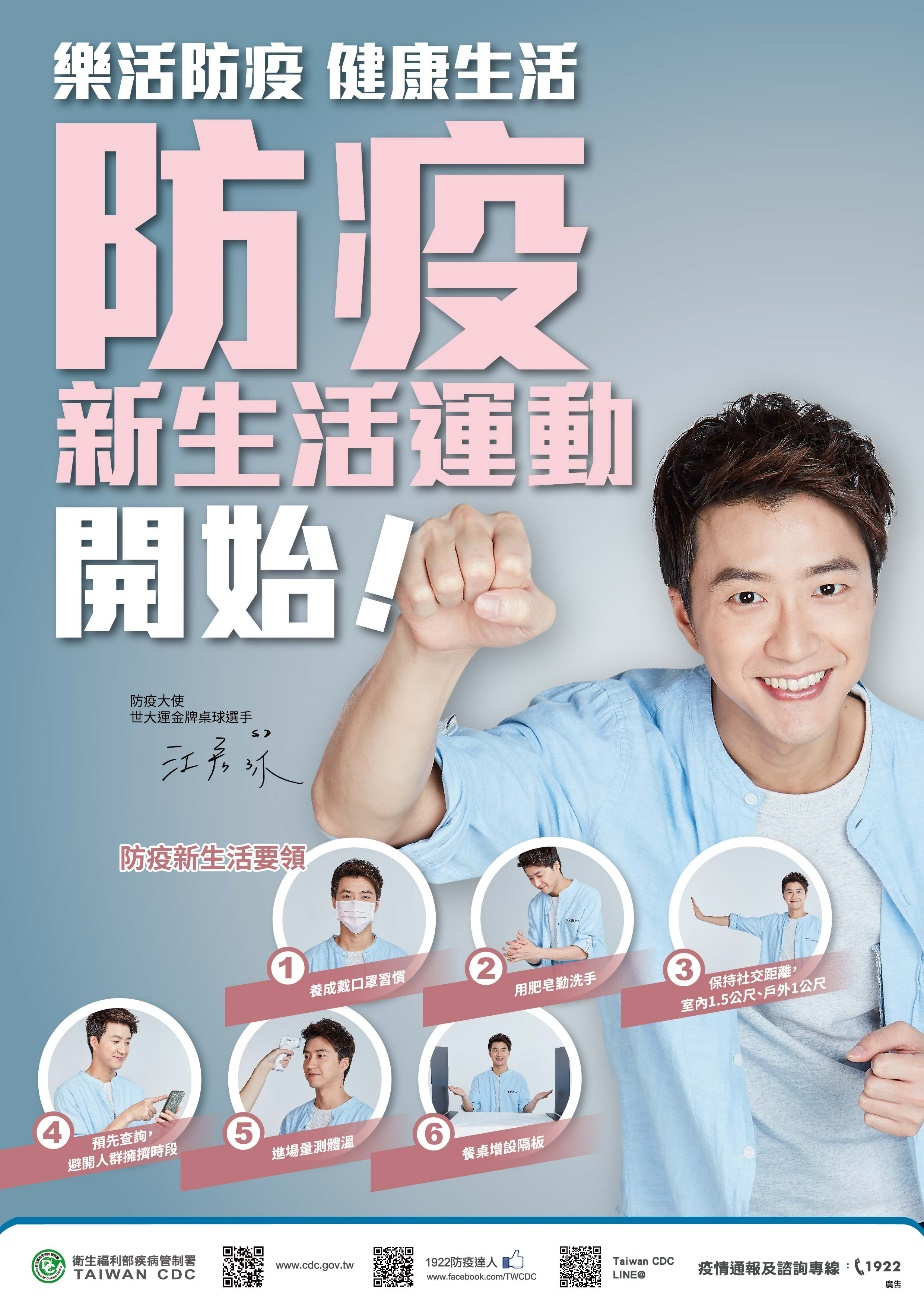 樂活防疫 健康生活
防疫
新生活運動
開始!
防疫大使
世大運金牌桌球選手
防疫新生活要領
1 養成戴口罩習慣
2 用肥皂勤洗手
3 保持社交距離,
室內1.5公尺、戶外1公尺
4 預先查詢,
避開人群擁擠時段
5 進場量測體溫
6 餐桌增設隔板
衛生福利部疾病管制署
TAIWAN CDC
www.cdc.gov.tw
1922防疫達人
www.facebook.com/TWCDC
Taiwan CDC
LINE@
疫情通報及諮詢專線：1922
廣告